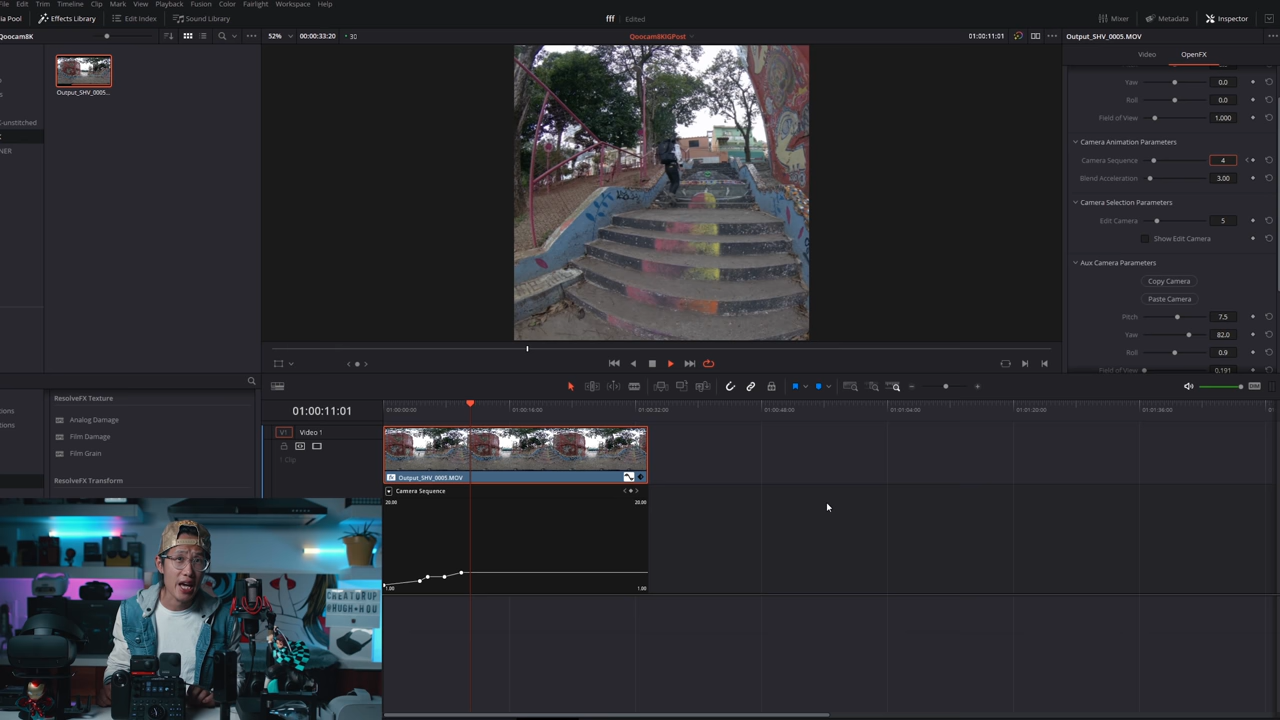 File Edit Trim Timeline Clip Mark View Playback Fusion Color Fairlight Workspace Help
ia Pool Effects Library Edit Index Sound Library fff Edited Mixer Metadata Inspector
Qoocam8K 52% 00:00:33:20 30 Qoocam8KIGPost 01:00:11:01 Output_SHV_0005.MOV
Video OpenFX
Yaw 0.0
Output_SHV_0005...
Roll 0.0
Field of View 1.000
-unstitched
NER
Camera Animation Parameters
Camera Sequence 4
Blend Acceleration 3.00
Camera Selection Parameters
Edit Camera 5
Show Edit Camera
Aux Camera Parameters
Copy Camera
Paste Camera
Pitch 7.5
Yaw 82.0
Roll 0.9
Field of View 0.191
DIM
ResolveFX Texture
Analog Damage
Film Damage
Film Grain
ResolveFX Transform
01:00:11:01
01:00:00:00 01:00:16:00 01:00:32:00 01:00:48:00 01:01:04:00 01:01:20:00 01:01:36:00
V1 Video 1
1 Clip
Output_SHV_0005.MOV
Camera Sequence
20.00 20.00
1.00 1.00
CREATORUP
@HUGH-HOU